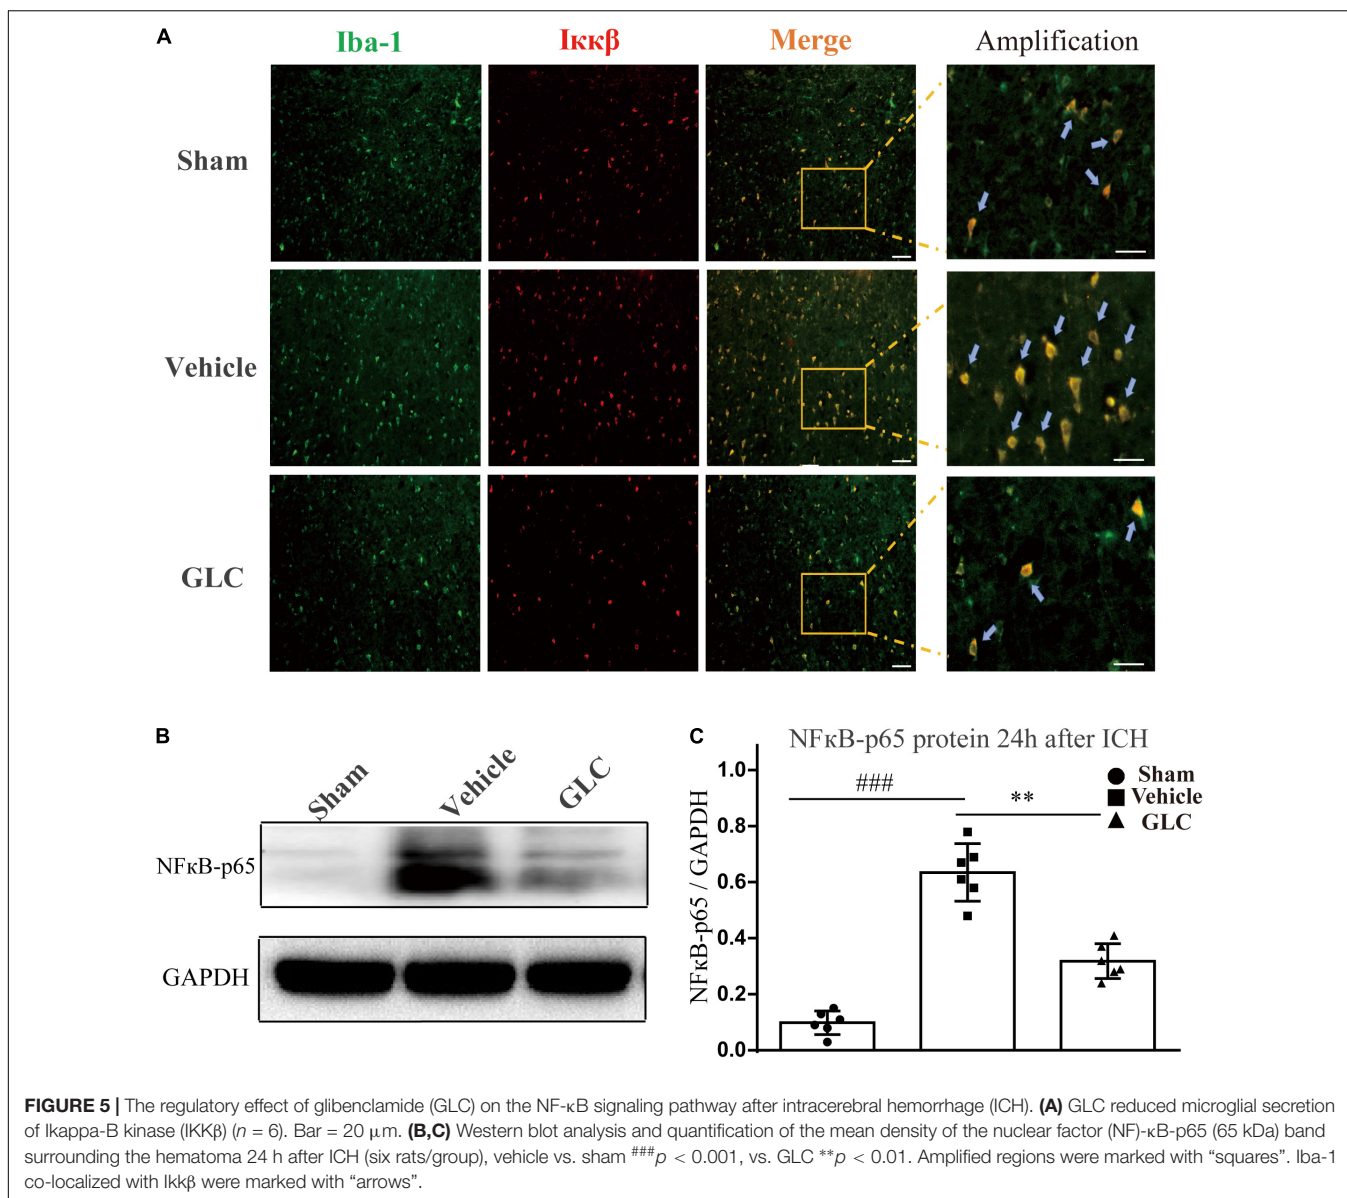 A
Iba-1
Iκκβ
Merge
Amplification
Sham
Vehicle
GLC
B
Sham
Vehicle
GLC
NFκB-p65
GAPDH
C
NFκB-p65 protein 24h after ICH
NFκB-p65 / GAPDH
1.0
0.8
0.6
0.4
0.2
0.0
###
**
Sham
Vehicle
GLC
FIGURE 5 | The regulatory effect of glibenclamide (GLC) on the NF-κB signaling pathway after intracerebral hemorrhage (ICH). (A) GLC reduced microglial secretion
of Ikappa-B kinase (IKKβ) (n = 6). Bar = 20 μm. (B,C) Western blot analysis and quantification of the mean density of the nuclear factor (NF)-κB-p65 (65 kDa) band
surrounding the hematoma 24 h after ICH (six rats/group), vehicle vs. sham ###p < 0.001, vs. GLC **p < 0.01. Amplified regions were marked with “squares”. Iba-1
co-localized with Ikkβ were marked with “arrows”.